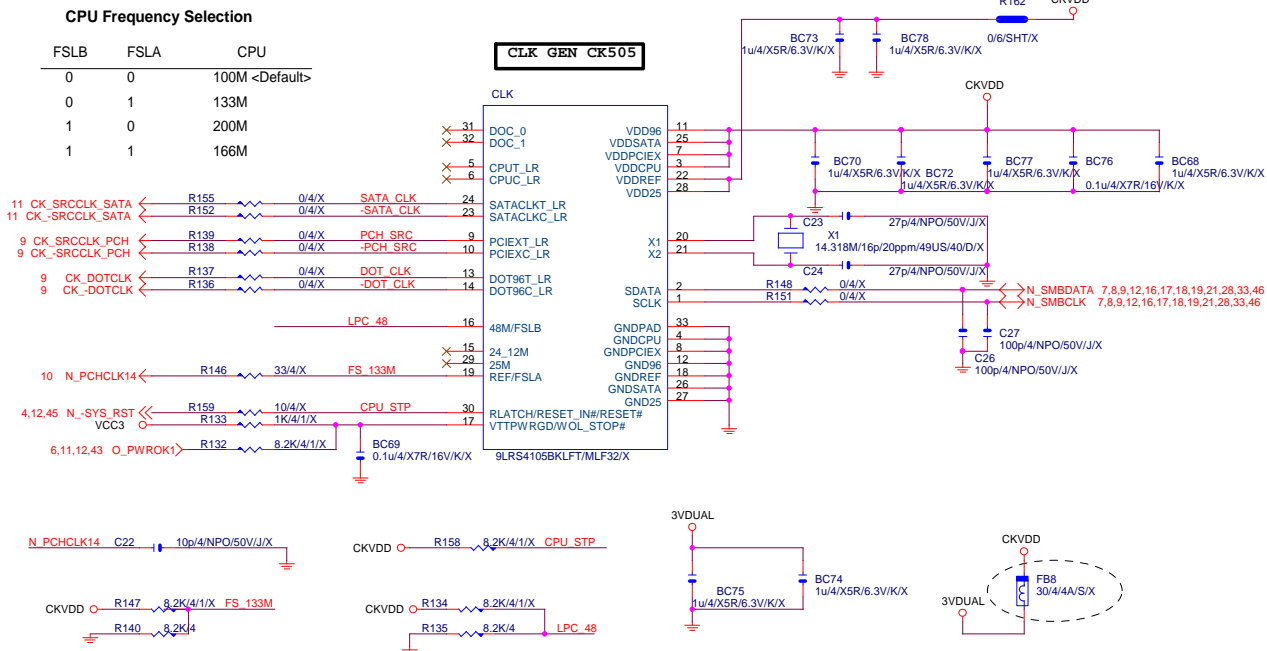 CPU Frequency Selection
FSLB FSLA CPU
0 0 100M <Default>
0 1 133M
1 0 200M
1 1 166M
CLK GEN CK505
R162
CKVDD
0/6/SHT/X
BC73
1u/4/X5R/6.3V/K/X
BC78
1u/4/X5R/6.3V/K/X
CKVDD
BC70
1u/4/X5R/6.3V/K/X
BC72
1u/4/X5R/6.3V/K/X
BC77
1u/4/X5R/6.3V/K/X
BC76
0.1u/4/X7R/16V/K/X
BC68
1u/4/X5R/6.3V/K/X
CLK
31 DOC_0
32 DOC_1
5 CPUT_LR
6 CPUC_LR
11 CK_SRCCLK_SATA R155 0/4/X SATA_CLK 24 SATACLKT_LR
11 CK_-SRCCLK_SATA R152 0/4/X -SATA_CLK 23 SATACLKC_LR
9 CK_SRCCLK_PCH R139 0/4/X PCH_SRC 9 PCIEXT_LR
9 CK_-SRCCLK_PCH R138 0/4/X -PCH_SRC 10 PCIEXC_LR
9 CK_DOTCLK R137 0/4/X DOT_CLK 13 DOT96T_LR
9 CK_-DOTCLK R136 0/4/X -DOT_CLK 14 DOT96C_LR
LPC_48 16 48M/FSLB
15 24_12M
29 25M
10 N_PCHCLK14 R146 33/4/X FS_133M 19 REF/FSLA
4,12,45 N_-SYS_RST R159 10/4/X CPU_STP 30 RLATCH/RESET_IN#/RESET#
VCC3 R133 1K/4/1/X 17 VTTPWRGD/WOL_STOP#
6,11,12,43 O_PWROK1 R132 8.2K/4/1/X
BC69
0.1u/4/X7R/16V/K/X
9LRS4105BKLFT/MLF32/X
VDD96 11
VDDSATA 25
VDDPCIEX 7
VDDCPU 3
VDDREF 22
VDD25 28
X1 20
X2 21
C23 27p/4/NPO/50V/J/X
X1
14.318M/16p/20ppm/49US/40/D/X
C24 27p/4/NPO/50V/J/X
SDATA 2 R148 0/4/X N_SMBDATA 7,8,9,12,16,17,18,19,21,28,33,46
SCLK 1 R151 0/4/X N_SMBCLK 7,8,9,12,16,17,18,19,21,28,33,46
GNDPAD 33
GNDCPU 4
GNDPCIEX 8
GND96 12
GNDREF 18
GNDSATA 26
GND25 27
C27
100p/4/NPO/50V/J/X
C26
100p/4/NPO/50V/J/X
N_PCHCLK14 C22 10p/4/NPO/50V/J/X
CKVDD R147 8.2K/4/1/X FS_133M
R140 8.2K/4
CKVDD R158 8.2K/4/1/X CPU_STP
CKVDD R134 8.2K/4/1/X
R135 8.2K/4 LPC_48
3VDUAL
BC75
1u/4/X5R/6.3V/K/X
BC74
1u/4/X5R/6.3V/K/X
CKVDD
FB8
30/4/4A/S/X
3VDUAL